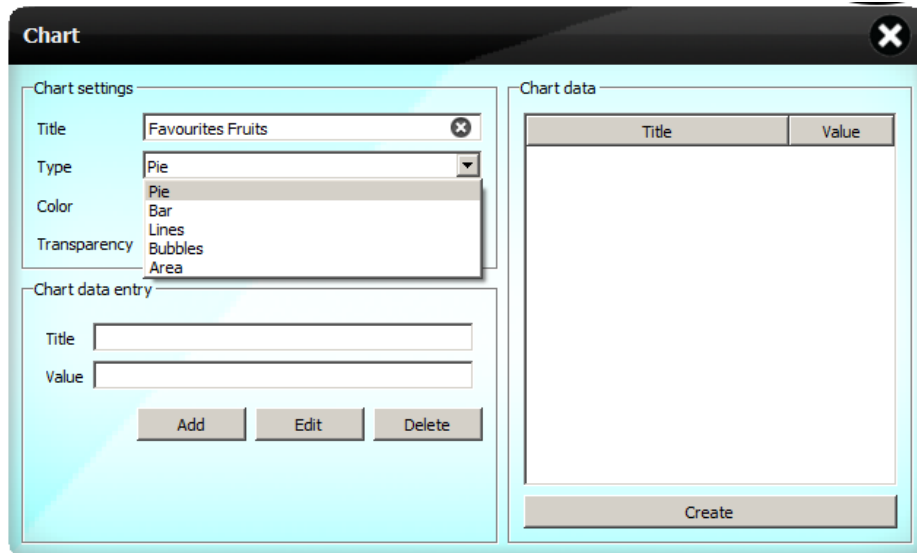 Chart
Chart settings
Title Favourites Fruits
Type Pie
Pie
Color
Bar
Lines
Transparency
Bubbles
Area
Chart data entry
Title
Value
Add Edit Delete
Chart data
Title Value
Create